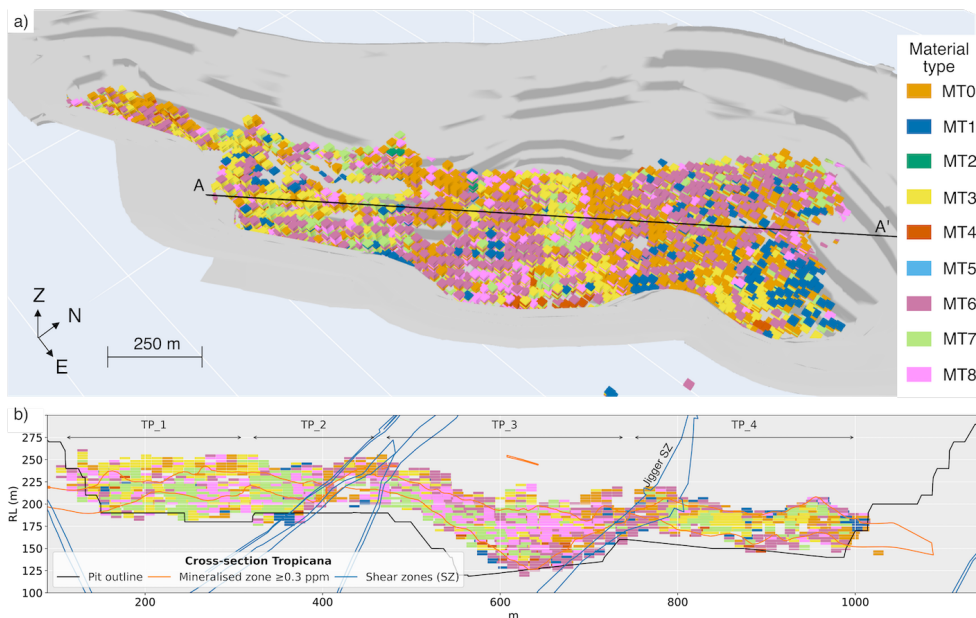 a)
Material
type
MT0
MT1
MT2
MT3
MT4
MT5
MT6
MT7
MT8
A
A'
Z
N
E
250 m
b)
TP_1
TP_2
TP_3
TP_4
Jigger SZ
RL (m)
275
250
225
200
175
150
125
100
Cross-section Tropicana
Pit outline
Mineralised zone ≥0.3 ppm
Shear zones (SZ)
200
400
600
800
1000
m